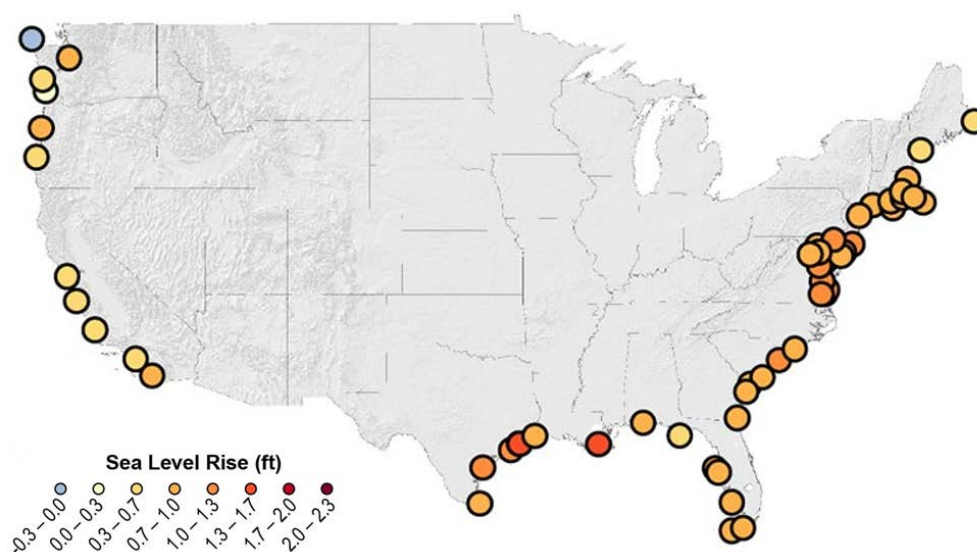 Sea Level Rise (ft)
-0.3 – 0.0
0.0 – 0.3
0.3 – 0.7
0.7 – 1.0
1.0 – 1.3
1.3 – 1.7
1.7 – 2.0
2.0 – 2.3